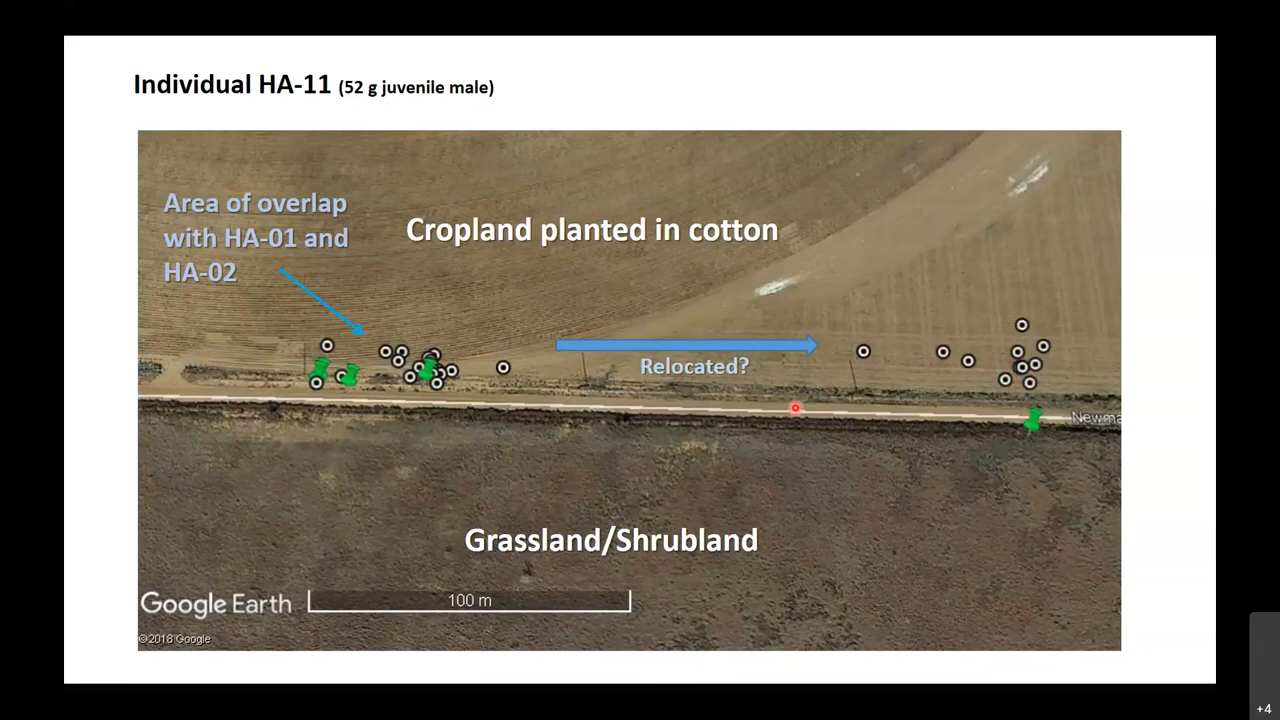 Individual HA-11 (52 g juvenile male)
Area of overlap
with HA-01 and
HA-02
Cropland planted in cotton
Relocated?
Newma
Grassland/Shrubland
Google Earth
100 m
©2018 Google
+4